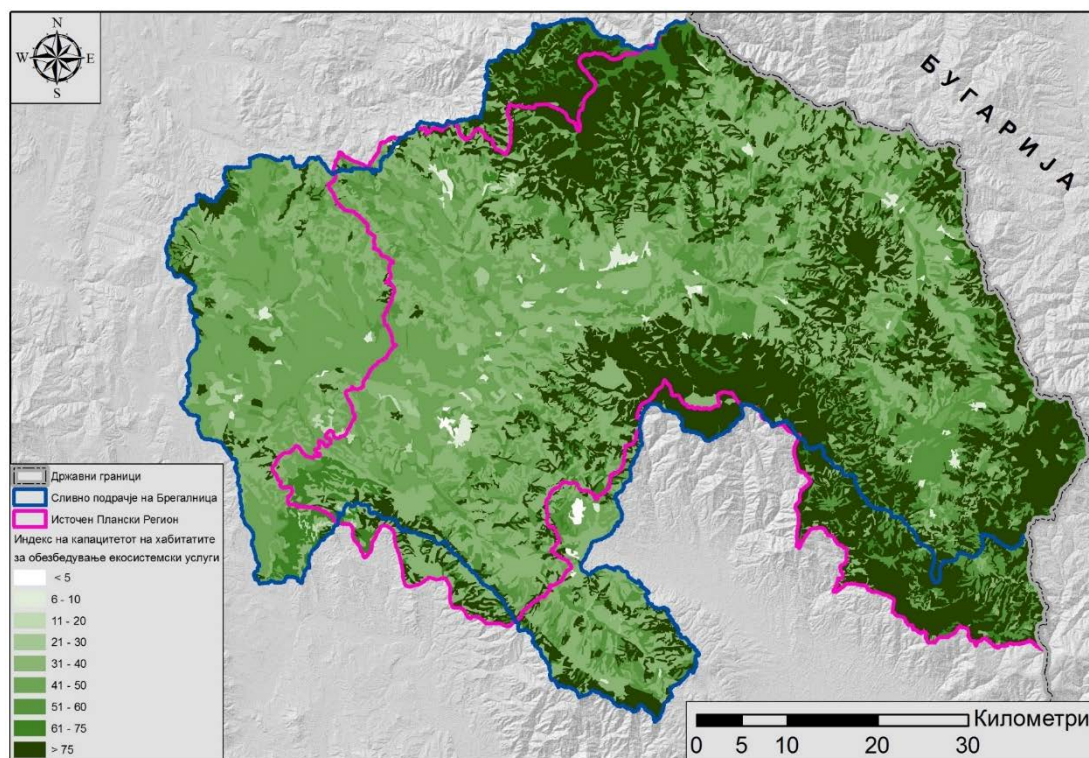 N
W E
S
БУГАРИЈА
Државни граници
Сливно подрачје на Брегалница
Источен Плански Регион
Индекс на капацитетот на хабитатите
за обезбедување екосистемски услуги
< 5
6 - 10
11 - 20
21 - 30
31 - 40
41 - 50
51 - 60
61 - 75
> 75
Километри
0 5 10 20 30